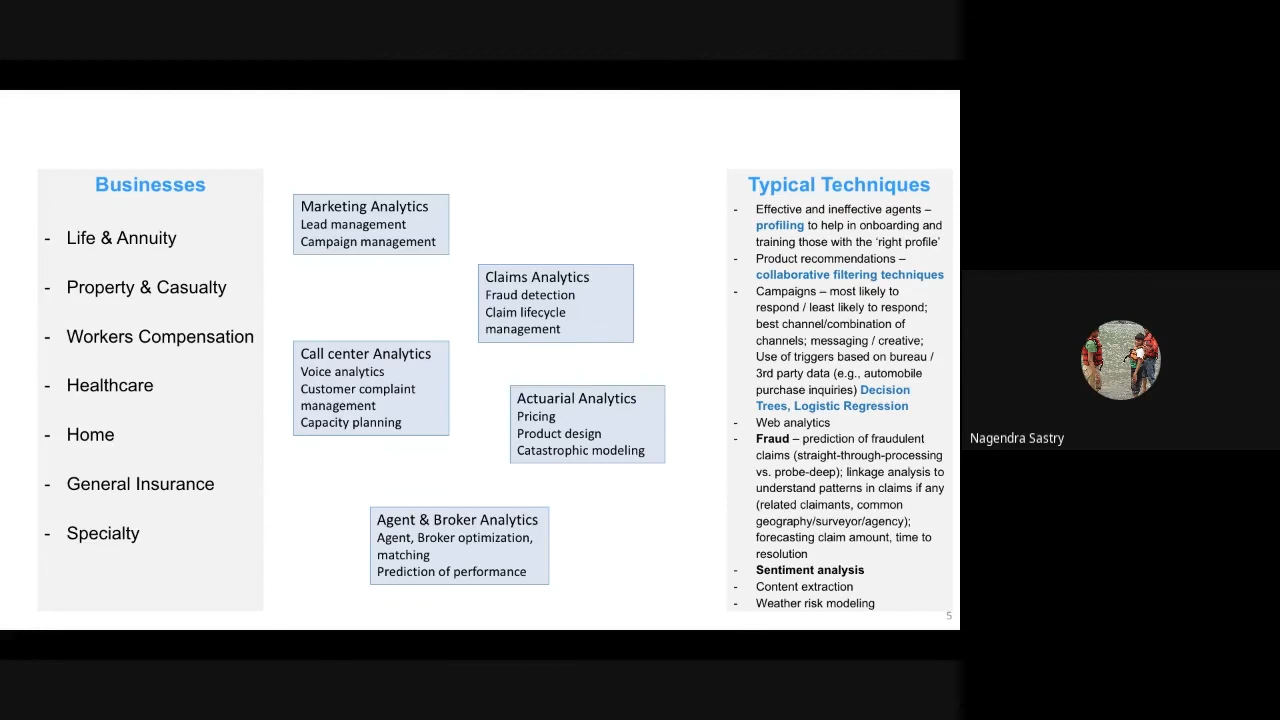 Businesses
- Life & Annuity
- Property & Casualty
- Workers Compensation
- Healthcare
- Home
- General Insurance
- Specialty
Marketing Analytics
Lead management
Campaign management
Claims Analytics
Fraud detection
Claim lifecycle
management
Call center Analytics
Voice analytics
Customer complaint
management
Capacity planning
Actuarial Analytics
Pricing
Product design
Catastrophic modeling
Agent & Broker Analytics
Agent, Broker optimization,
matching
Prediction of performance
Typical Techniques
- Effective and ineffective agents –
profiling to help in onboarding and
training those with the ‘right profile’
- Product recommendations –
collaborative filtering techniques
- Campaigns – most likely to
respond / least likely to respond;
best channel/combination of
channels; messaging / creative;
Use of triggers based on bureau /
3rd party data (e.g., automobile
purchase inquiries) Decision
Trees, Logistic Regression
- Web analytics
- Fraud – prediction of fraudulent
claims (straight-through-processing
vs. probe-deep); linkage analysis to
understand patterns in claims if any
(related claimants, common
geography/surveyor/agency);
forecasting claim amount, time to
resolution
- Sentiment analysis
- Content extraction
- Weather risk modeling
5
Nagendra Sastry